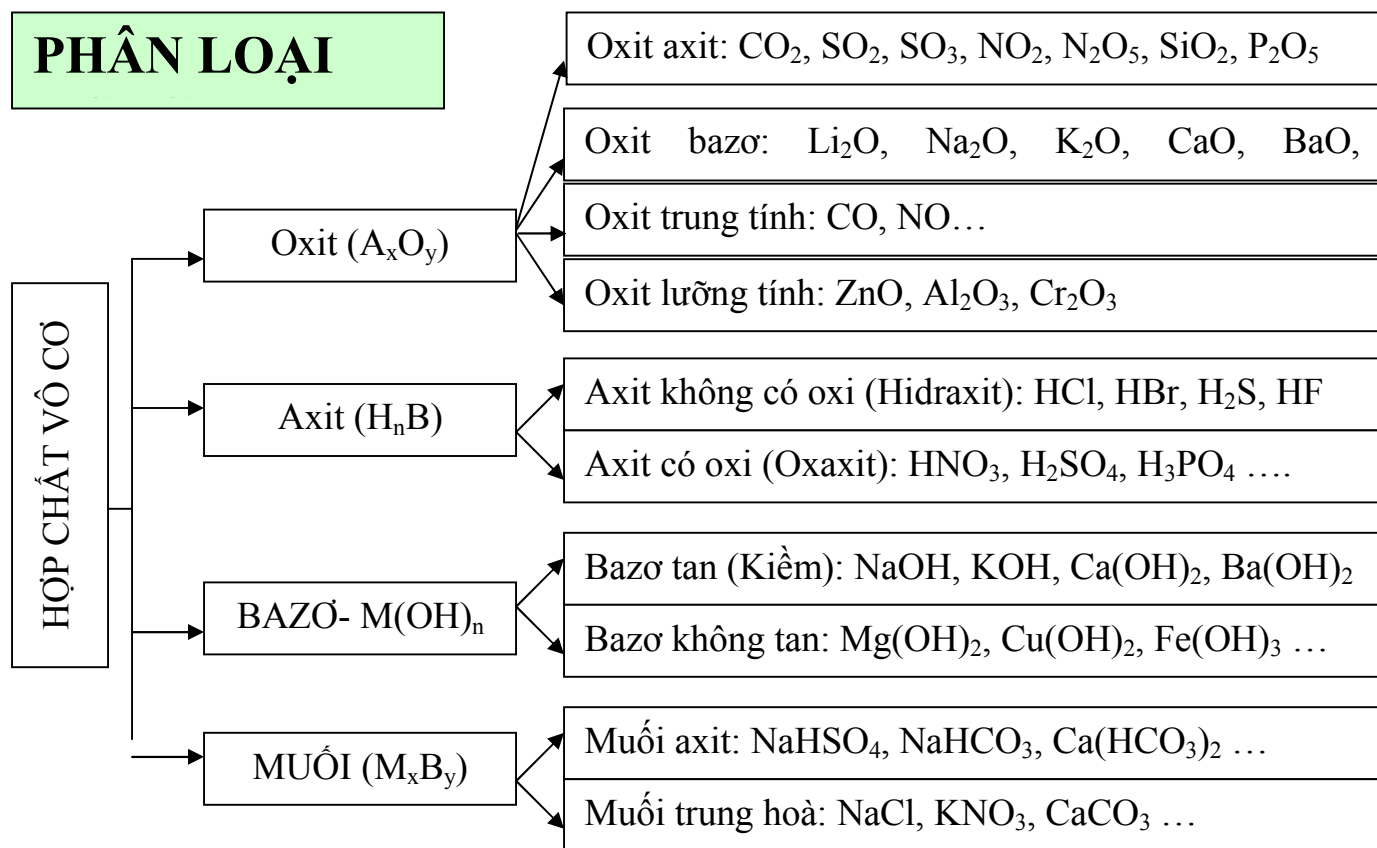 PHÂN LOẠI
HỢP CHẤT VÔ CƠ
Oxit (AₓOᵧ)
Oxit axit: CO₂, SO₂, SO₃, NO₂, N₂O₅, SiO₂, P₂O₅
Oxit bazơ: Li₂O, Na₂O, K₂O, CaO, BaO,
Oxit trung tính: CO, NO…
Oxit lưỡng tính: ZnO, Al₂O₃, Cr₂O₃
Axit (HₙB)
Axit không có oxi (Hidraxit): HCl, HBr, H₂S, HF
Axit có oxi (Oxaxit): HNO₃, H₂SO₄, H₃PO₄ ….
BAZƠ- M(OH)ₙ
Bazơ tan (Kiềm): NaOH, KOH, Ca(OH)₂, Ba(OH)₂
Bazơ không tan: Mg(OH)₂, Cu(OH)₂, Fe(OH)₃ …
MUỐI (MₓBᵧ)
Muối axit: NaHSO₄, NaHCO₃, Ca(HCO₃)₂ …
Muối trung hoà: NaCl, KNO₃, CaCO₃ …